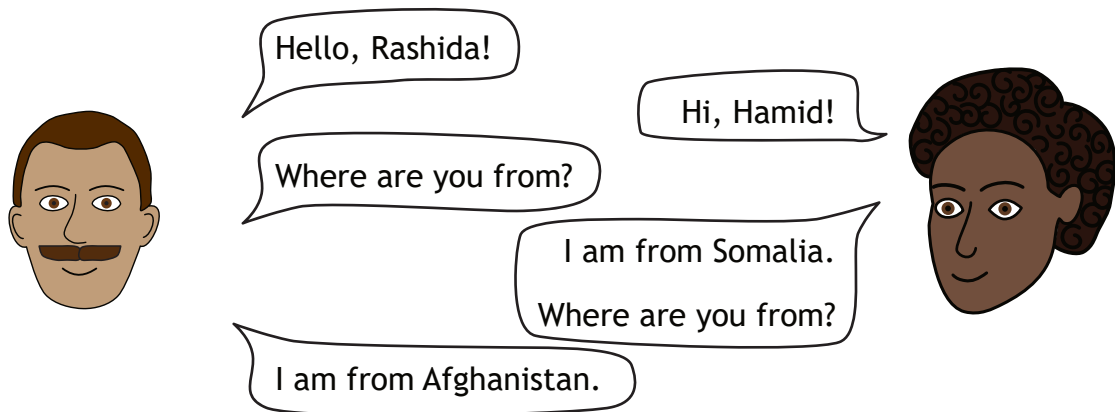 Hello, Rashida!
Hi, Hamid!
Where are you from?
I am from Somalia.
Where are you from?
I am from Afghanistan.